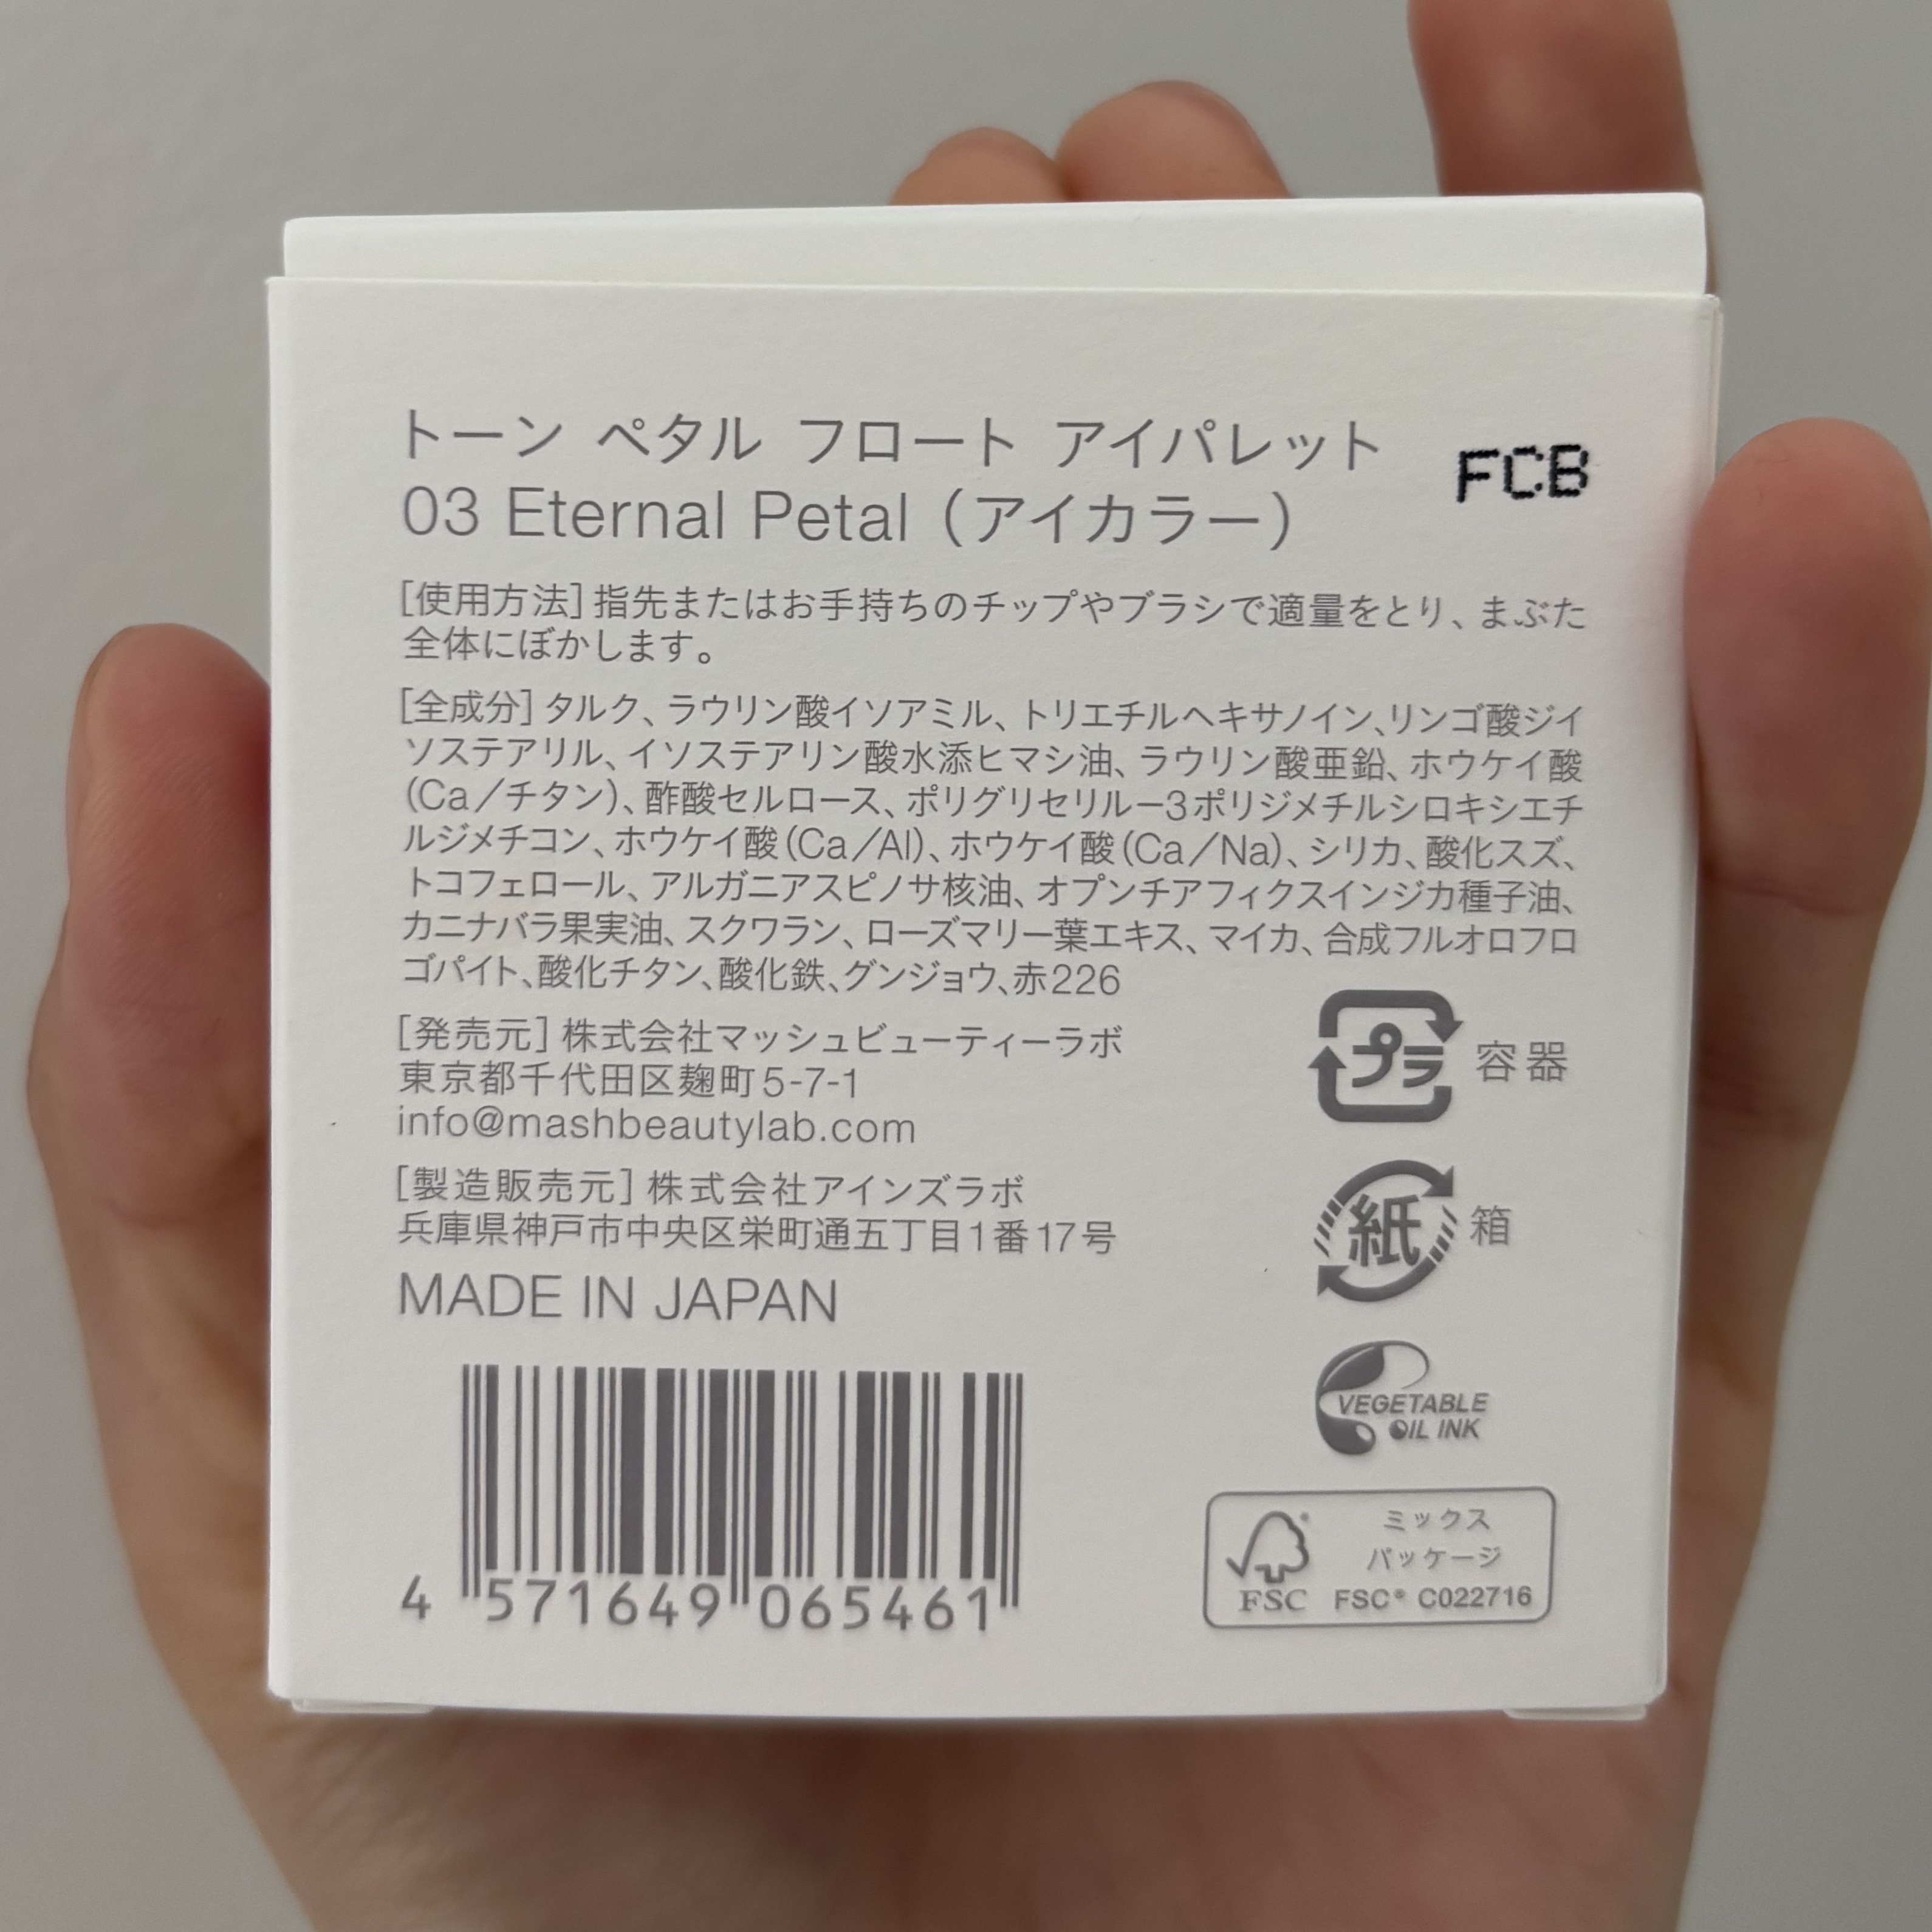 トーン ペタル フロート アイパレット
FCB
03 Eternal Petal（アイカラー）
[使用方法]指先またはお手持ちのチップやブラシで適量をとり、まぶた
全体にぼかします。
[全成分]タルク、ラウリン酸イソアミル、トリエチルヘキサノイン、リンゴ酸ジイ
ソステアリル、イソステアリン酸水添ヒマシ油、ラウリン酸亜鉛、ホウケイ酸
(Ca／チタン)、酢酸セルロース、ポリグリセリルー3ポリジメチルシロキシエチ
ルジメチコン、ホウケイ酸(Ca／Al)、ホウケイ酸(Ca／Na)、シリカ、酸化スズ、
トコフェロール、アルガニアスピノサ核油、オプンチアフィクスインジカ種子油、
カニナバラ果実油、スクワラン、ローズマリー葉エキス、マイカ、合成フルオロフロ
ゴパイト、酸化チタン、酸化鉄、グンジョウ、赤226
[発売元]株式会社マッシュビューティーラボ
東京都千代田区麹町5-7-1
info@mashbeautylab.com
[製造販売元]株式会社アインズラボ
兵庫県神戸市中央区栄町通五丁目1番17号
MADE IN JAPAN
4 571649 065461
プラ 容器
紙 箱
VEGETABLE
OIL INK
ミックス
パッケージ
FSC FSC® C022716